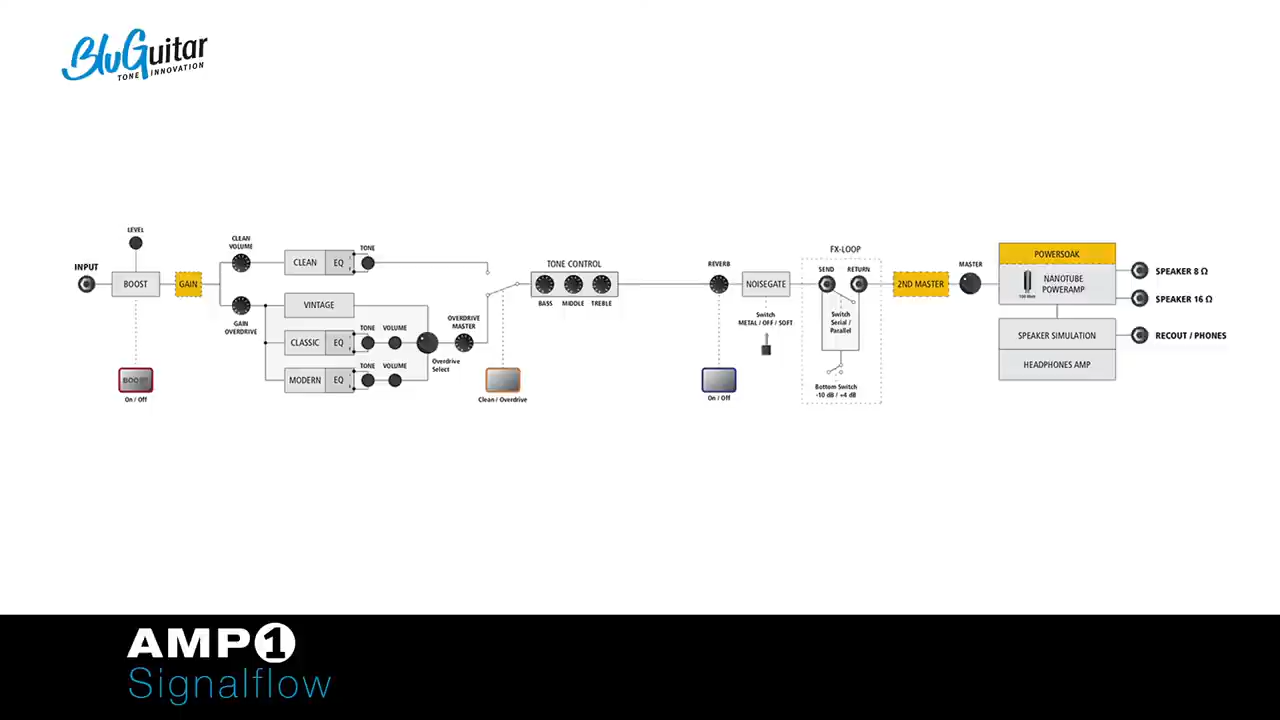 BluGuitar
TONE INNOVATION
LEVEL
INPUT
BOOST
On / Off
GAIN
CLEAN
VOLUME
GAIN
OVERDRIVE
CLEAN
EQ
TONE
VINTAGE
CLASSIC
EQ
TONE
VOLUME
MODERN
EQ
TONE
VOLUME
Overdrive
Select
OVERDRIVE
MASTER
Clean / Overdrive
TONE CONTROL
BASS
MIDDLE
TREBLE
REVERB
On / Off
NOISEGATE
Switch
METAL / OFF / SOFT
FX-LOOP
SEND
RETURN
Switch
Serial /
Parallel
Bottom Switch
-10 dB / +4 dB
2ND MASTER
MASTER
POWERSOAK
NANOTUBE
POWERAMP
SPEAKER SIMULATION
HEADPHONES AMP
SPEAKER 8 Ω
SPEAKER 16 Ω
RECOUT / PHONES
AMP1
Signalflow